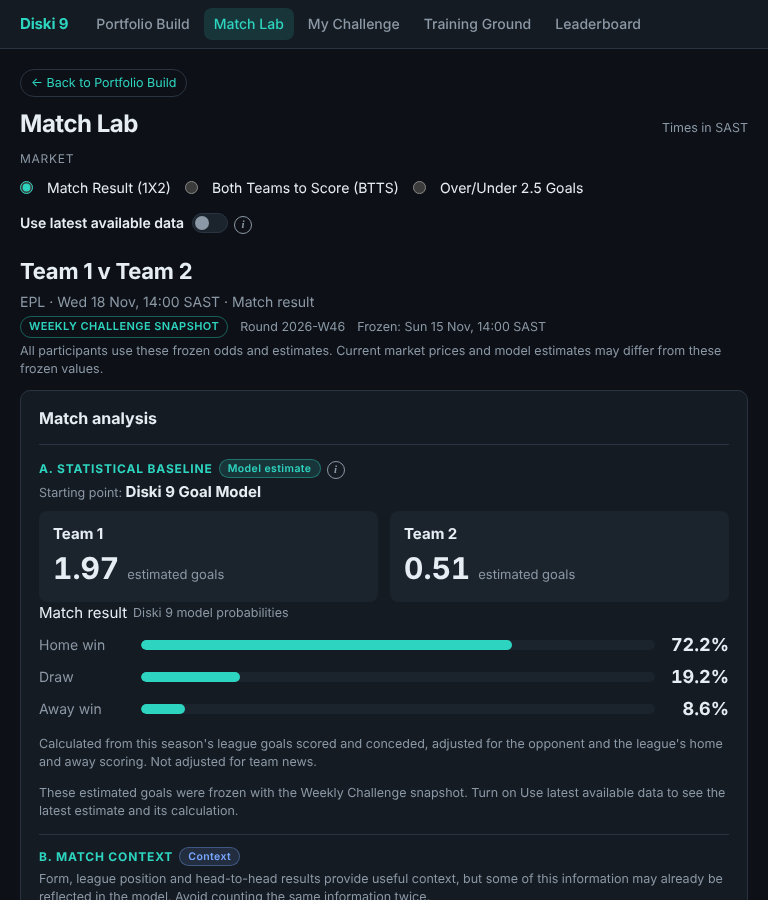 Diski 9 Portfolio Build Match Lab My Challenge Training Ground Leaderboard
← Back to Portfolio Build
Match Lab
Times in SAST
MARKET
Match Result (1X2) Both Teams to Score (BTTS) Over/Under 2.5 Goals
Use latest available data i
Team 1 v Team 2
EPL · Wed 18 Nov, 14:00 SAST · Match result
WEEKLY CHALLENGE SNAPSHOT Round 2026-W46 Frozen: Sun 15 Nov, 14:00 SAST
All participants use these frozen odds and estimates. Current market prices and model estimates may differ from these
frozen values.
Match analysis
A. STATISTICAL BASELINE Model estimate i
Starting point: Diski 9 Goal Model
Team 1
1.97 estimated goals
Team 2
0.51 estimated goals
Match result Diski 9 model probabilities
Home win 72.2%
Draw 19.2%
Away win 8.6%
Calculated from this season's league goals scored and conceded, adjusted for the opponent and the league's home
and away scoring. Not adjusted for team news.
These estimated goals were frozen with the Weekly Challenge snapshot. Turn on Use latest available data to see the
latest estimate and its calculation.
B. MATCH CONTEXT Context
Form, league position and head-to-head results provide useful context, but some of this information may already be
reflected in the model. Avoid counting the same information twice.